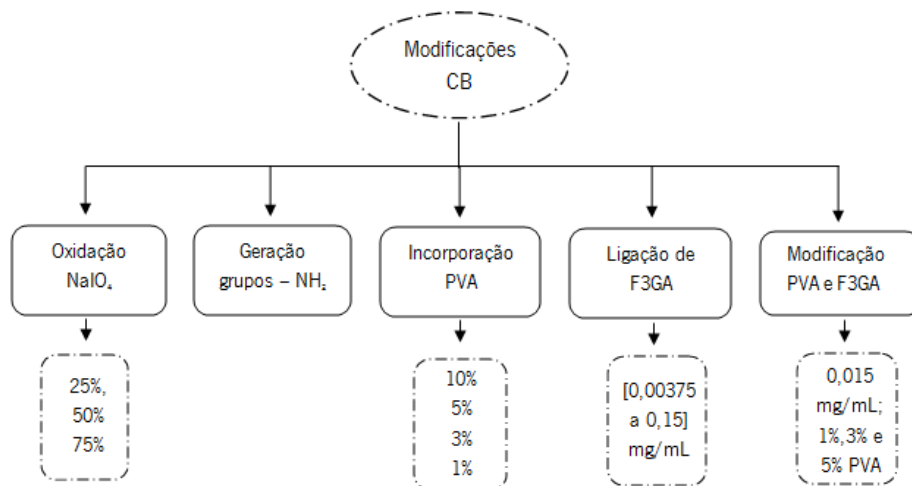 Modificações
CB
Oxidação
NaIO₄
Geração
grupos – NH₂
Incorporação
PVA
Ligação de
F3GA
Modificação
PVA e F3GA
25%,
50%
75%
10%
5%
3%
1%
[0,00375
a 0,15]
mg/mL
0,015
mg/mL;
1%,3% e
5% PVA